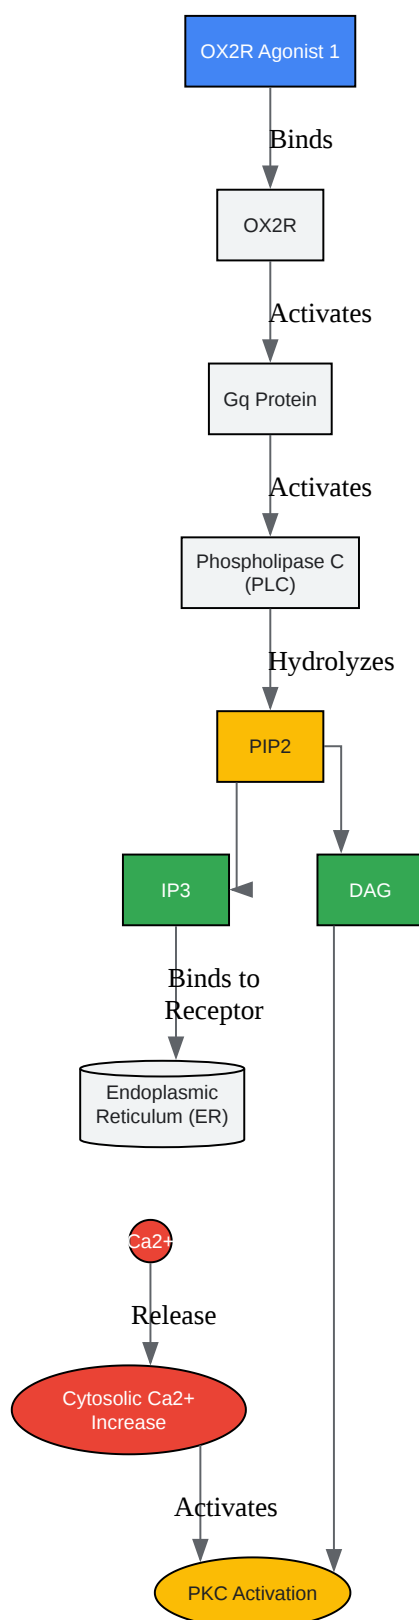 OX2R Agonist 1
Binds
OX2R
Activates
Gq Protein
Activates
Phospholipase C
(PLC)
Hydrolyzes
PIP2
IP3
DAG
Binds to
Receptor
Endoplasmic
Reticulum (ER)
Ca2+
Release
Cytosolic Ca2+
Increase
Activates
PKC Activation